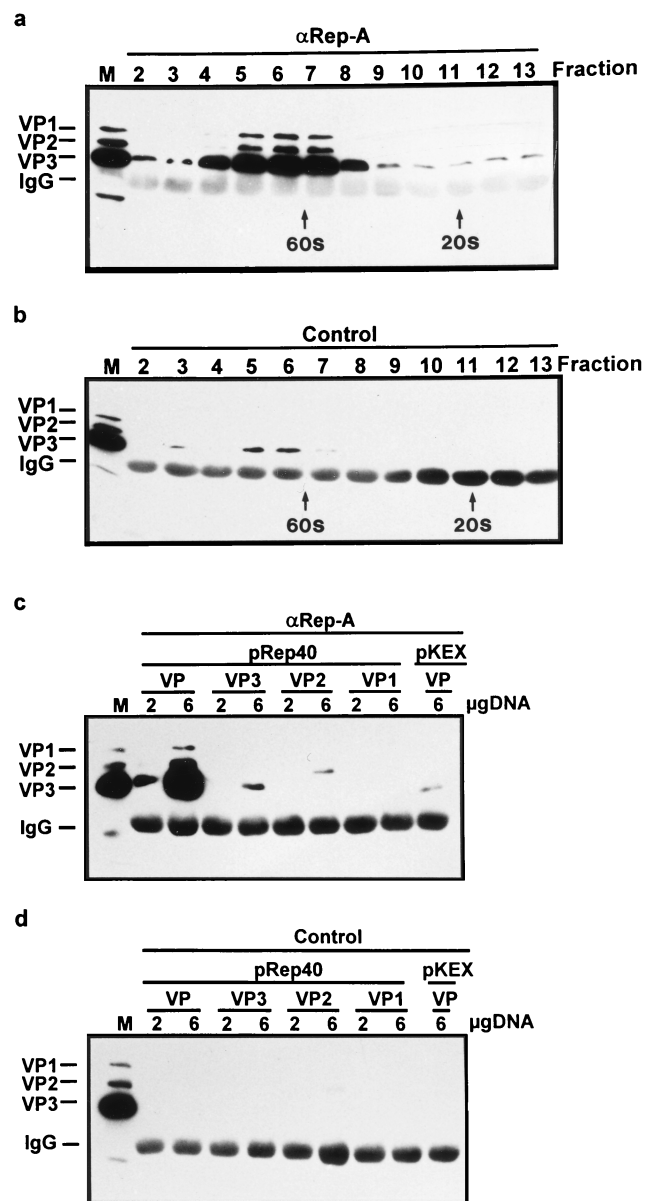 a
αRep-A
M 2 3 4 5 6 7 8 9 10 11 12 13 Fraction
VP1
VP2
VP3
IgG
60S 20S
b
Control
M 2 3 4 5 6 7 8 9 10 11 12 13 Fraction
VP1
VP2
VP3
IgG
60S 20S
c
αRep-A
pRep40 pKEX
VP VP3 VP2 VP1 VP
M 2 6 2 6 2 6 2 6 6 µgDNA
VP1
VP2
VP3
IgG
d
Control
pRep40 pKEX
VP VP3 VP2 VP1 VP
M 2 6 2 6 2 6 2 6 6 µgDNA
VP1
VP2
VP3
IgG